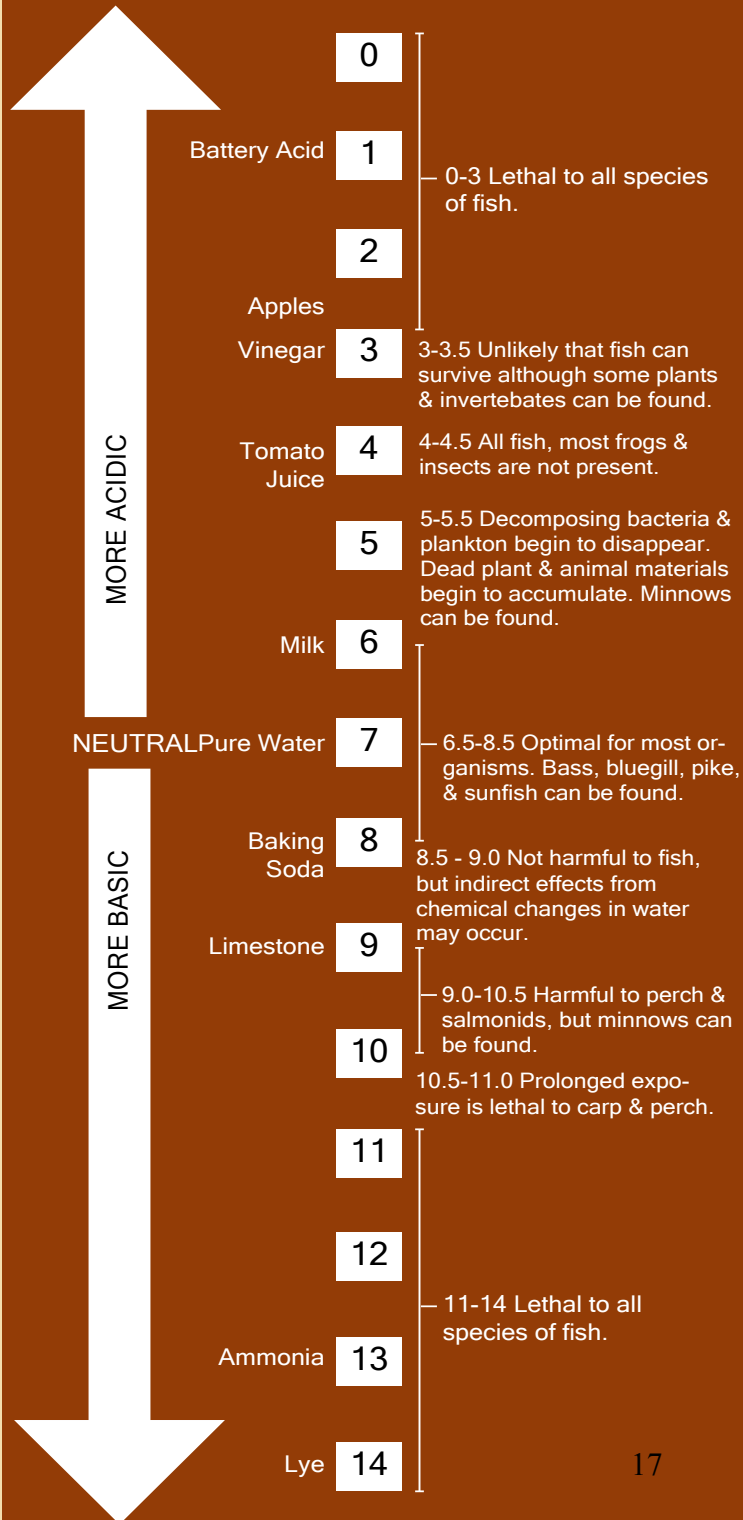 0
Battery Acid
1
0-3 Lethal to all species
of fish.
2
Apples
Vinegar
3
3-3.5 Unlikely that fish can
survive although some plants
& invertebates can be found.
MORE ACIDIC
Tomato
Juice
4
4-4.5 All fish, most frogs &
insects are not present.
5
5-5.5 Decomposing bacteria &
plankton begin to disappear.
Dead plant & animal materials
begin to accumulate. Minnows
can be found.
Milk
6
NEUTRAL
Pure Water
7
6.5-8.5 Optimal for most or-
ganisms. Bass, bluegill, pike,
& sunfish can be found.
MORE BASIC
Baking
Soda
8
8.5 - 9.0 Not harmful to fish,
but indirect effects from
chemical changes in water
may occur.
Limestone
9
9.0-10.5 Harmful to perch &
salmonids, but minnows can
be found.
10
10.5-11.0 Prolonged expo-
sure is lethal to carp & perch.
11
12
11-14 Lethal to all
species of fish.
Ammonia
13
Lye
14
17